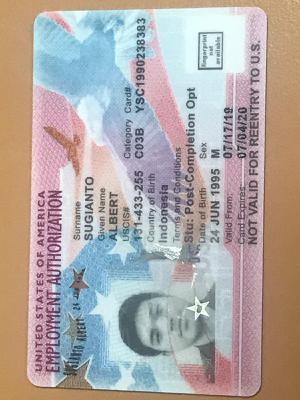 UNITED STATES OF AMERICA
EMPLOYMENT AUTHORIZATION
Surname
SUGIANTO
Given Name
ALBERT
USCIS# Category Card#
131-433-255 C03B YSC1990238383
Country of Birth
Indonesia
Terms and Conditions
Stu: Post-Completion Opt
Date of Birth Sex
24 JUN 1995 M
Valid From: 07/17/19
Card Expires: 07/04/20
NOT VALID FOR REENTRY TO U.S.
fingerprint
not
available